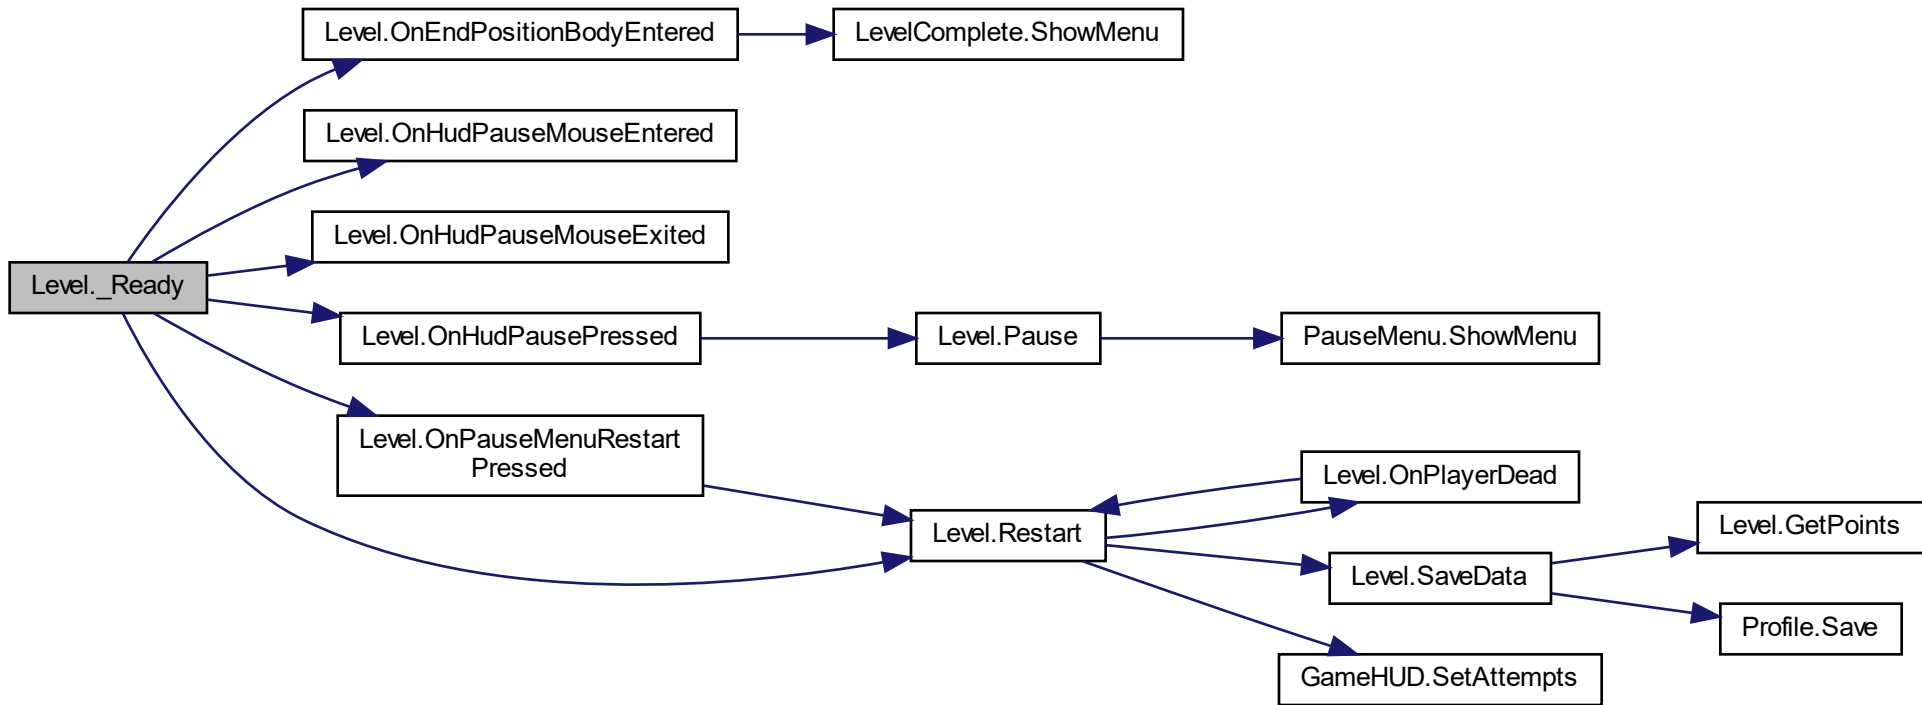 Level.OnEndPositionBodyEntered
LevelComplete.ShowMenu
Level.OnHudPauseMouseEntered
Level.OnHudPauseMouseExited
Level._Ready
Level.OnHudPausePressed
Level.Pause
PauseMenu.ShowMenu
Level.OnPauseMenuRestart
Pressed
Level.Restart
Level.OnPlayerDead
Level.SaveData
Level.GetPoints
Profile.Save
GameHUD.SetAttempts